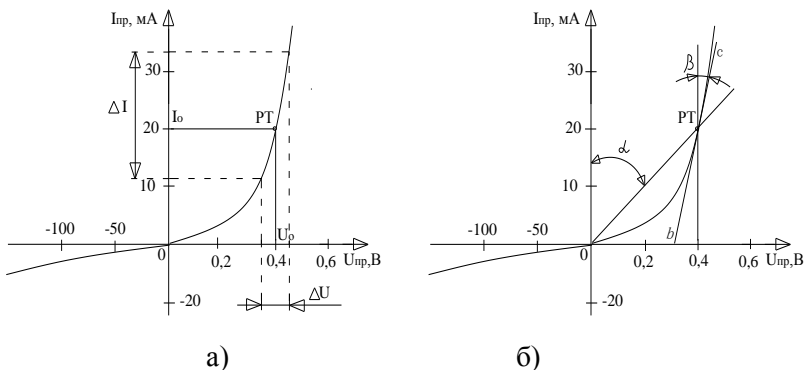 Iпр, мА
30
ΔI
Io
PT
20
10
-100
-50
0
Uo
0,2
0,4
0,6
Uпр,В
-20
ΔU
а)
Iпр, мА
β
c
30
PT
20
α
10
-100
-50
0
b
0,2
0,4
0,6
Uпр,В
-20
б)